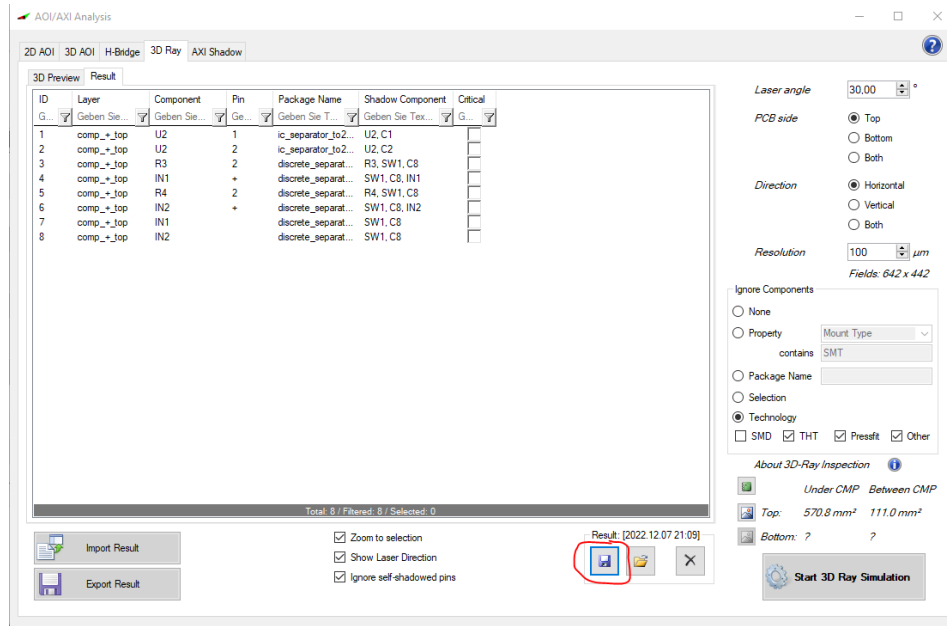 AOI/AXI Analysis
2D AOI 3D AOI H-Bridge 3D Ray AXI Shadow
3D Preview Result
ID Layer Component Pin Package Name Shadow Component Critical
G... Geben Sie ... Geben Sie... Ge... Geben Sie T... Geben Sie Tex... G...
1 comp_+_top U2 1 ic_separator_to2... U2, C1
2 comp_+_top U2 2 ic_separator_to2... U2, C2
3 comp_+_top R3 2 discrete_separat... R3, SW1, C8
4 comp_+_top IN1 + discrete_separat... SW1, C8, IN1
5 comp_+_top R4 2 discrete_separat... R4, SW1, C8
6 comp_+_top IN2 + discrete_separat... SW1, C8, IN2
7 comp_+_top IN1 discrete_separat... SW1, C8
8 comp_+_top IN2 discrete_separat... SW1, C8
Total: 8 / Filtered: 8 / Selected: 0
Import Result
Export Result
Zoom to selection
Show Laser Direction
Ignore self-shadowed pins
Result: [2022.12.07 21:09]
Laser angle 30,00 °
PCB side Top
Bottom
Both
Direction Horizontal
Vertical
Both
Resolution 100 µm
Fields: 642 x 442
Ignore Components
None
Property Mount Type
contains SMT
Package Name
Selection
Technology
SMD THT Pressfit Other
About 3D-Ray Inspection
Under CMP Between CMP
Top: 570.8 mm² 111.0 mm²
Bottom: ? ?
Start 3D Ray Simulation